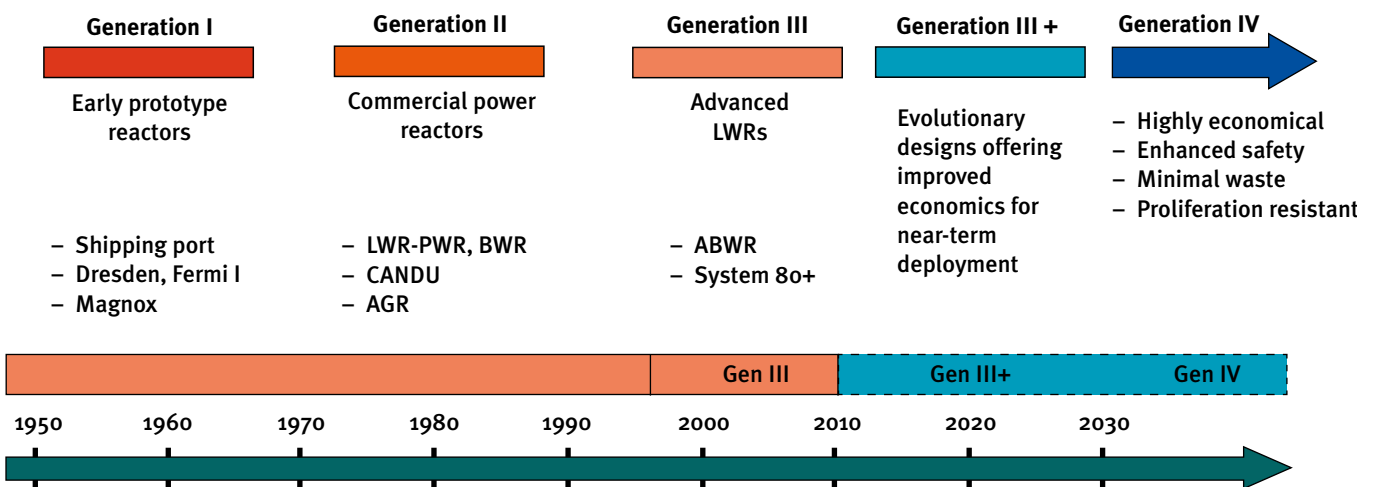 Generation I
Early prototype
reactors
– Shipping port
– Dresden, Fermi I
– Magnox
Generation II
Commercial power
reactors
– LWR-PWR, BWR
– CANDU
– AGR
Generation III
Advanced
LWRs
– ABWR
– System 80+
Generation III +
Evolutionary
designs offering
improved
economics for
near-term
deployment
Generation IV
– Highly economical
– Enhanced safety
– Minimal waste
– Proliferation resistant
Gen III
Gen III+
Gen IV
1950
1960
1970
1980
1990
2000
2010
2020
2030